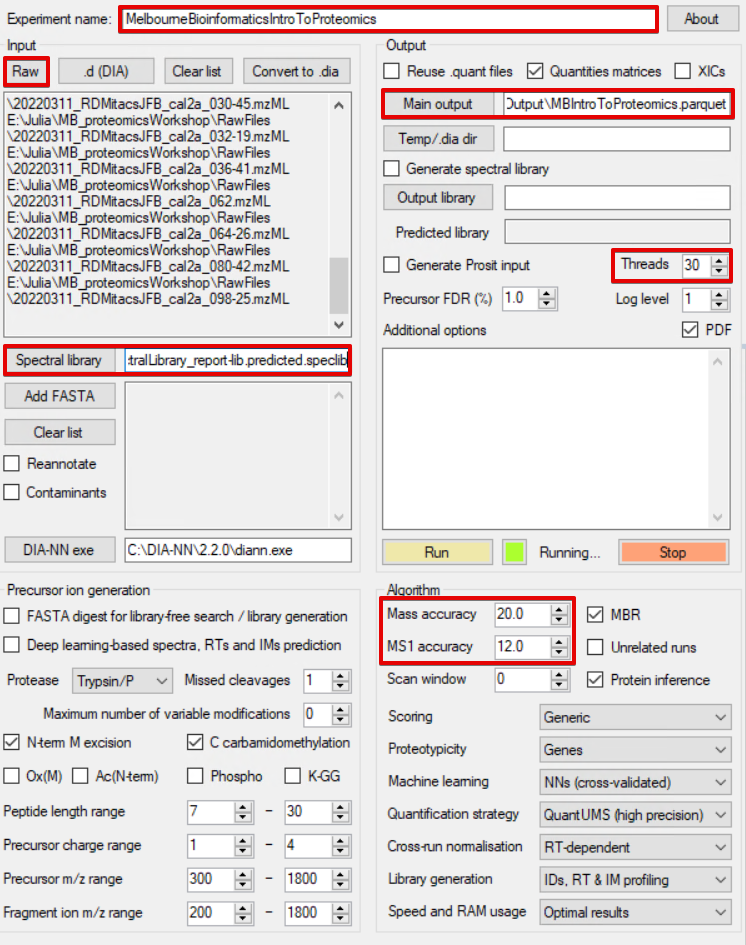 Experiment name: MelbourneBioinformaticsIntroToProteomics About
Input
Raw .d (DIA) Clear list Convert to .dia
\20220311_RDMitacsJFB_cal2a_030-45.mzML
E:\Julia\MB_proteomicsWorkshop\RawFiles
\20220311_RDMitacsJFB_cal2a_032-19.mzML
E:\Julia\MB_proteomicsWorkshop\RawFiles
\20220311_RDMitacsJFB_cal2a_036-41.mzML
E:\Julia\MB_proteomicsWorkshop\RawFiles
\20220311_RDMitacsJFB_cal2a_062.mzML
E:\Julia\MB_proteomicsWorkshop\RawFiles
\20220311_RDMitacsJFB_cal2a_064-26.mzML
E:\Julia\MB_proteomicsWorkshop\RawFiles
\20220311_RDMitacsJFB_cal2a_080-42.mzML
E:\Julia\MB_proteomicsWorkshop\RawFiles
\20220311_RDMitacsJFB_cal2a_098-25.mzML
Spectral library :tralLibrary_report-lib.predicted.speclib
Add FASTA
Clear list
Reannotate
Contaminants
DIA-NN exe C:\DIA-NN\2.2.0\diann.exe
Output
Reuse .quant files Quantities matrices XICs
Main output Output\MBIntroToProteomics.parquet
Temp/.dia dir
Generate spectral library
Output library
Predicted library
Generate Prosit input Threads 30
Precursor FDR (%) 1.0 Log level 1
Additional options PDF
Run Running... Stop
Precursor ion generation
FASTA digest for library-free search / library generation
Deep learning-based spectra, RTs and IMs prediction
Protease Trypsin/P Missed cleavages 1
Maximum number of variable modifications 0
N-term M excision C carbamidomethylation
Ox(M) Ac(N-term) Phospho K-GG
Peptide length range 7 - 30
Precursor charge range 1 - 4
Precursor m/z range 300 - 1800
Fragment ion m/z range 200 - 1800
Algorithm
Mass accuracy 20.0 MBR
MS1 accuracy 12.0 Unrelated runs
Scan window 0 Protein inference
Scoring Generic
Proteotypicity Genes
Machine learning NNs (cross-validated)
Quantification strategy QuantUMS (high precision)
Cross-run normalisation RT-dependent
Library generation IDs, RT & IM profiling
Speed and RAM usage Optimal results